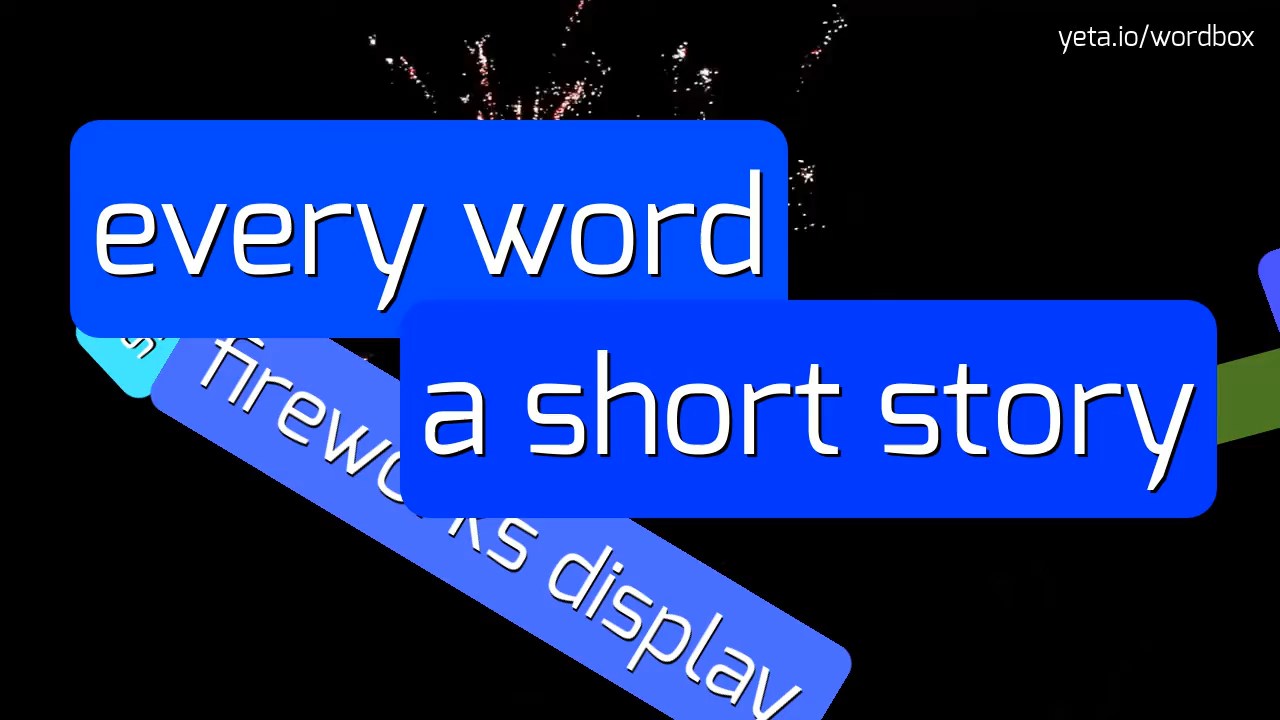 yeta.io/wordbox
every word
a short story
fireworks display